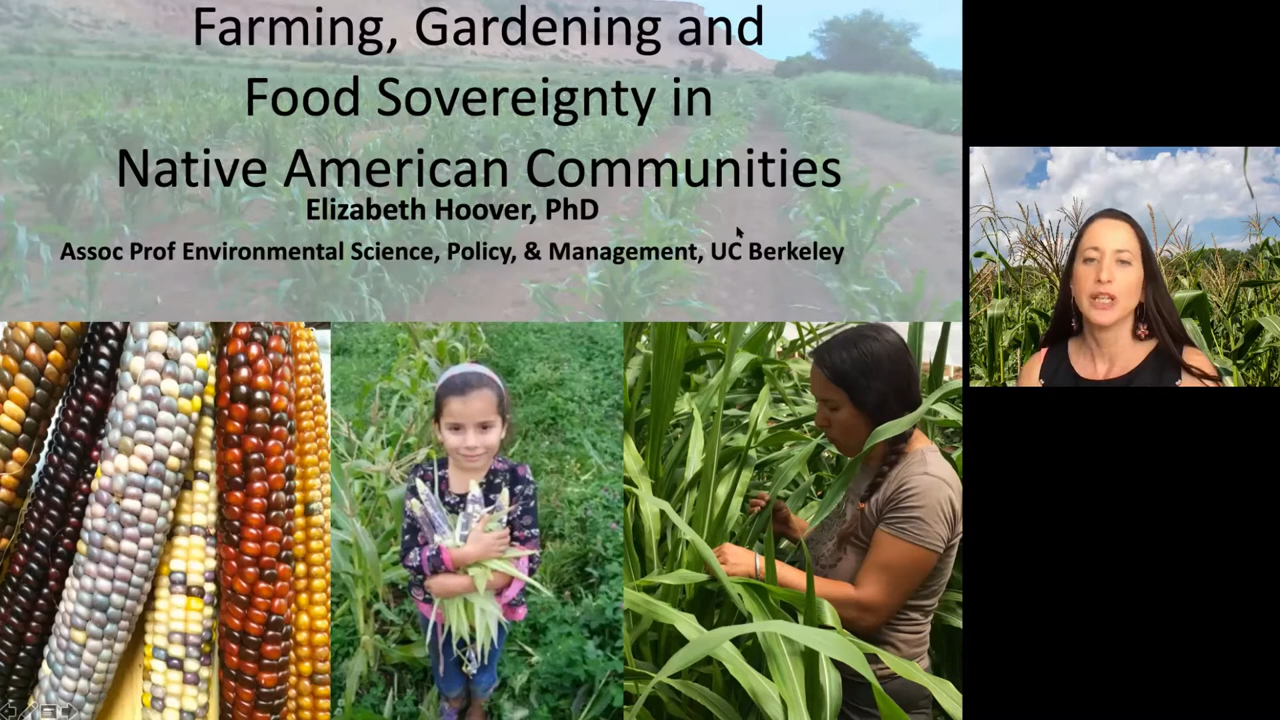 Farming, Gardening and
Food Sovereignty in
Native American Communities
Elizabeth Hoover, PhD
Assoc Prof Environmental Science, Policy, & Management, UC Berkeley